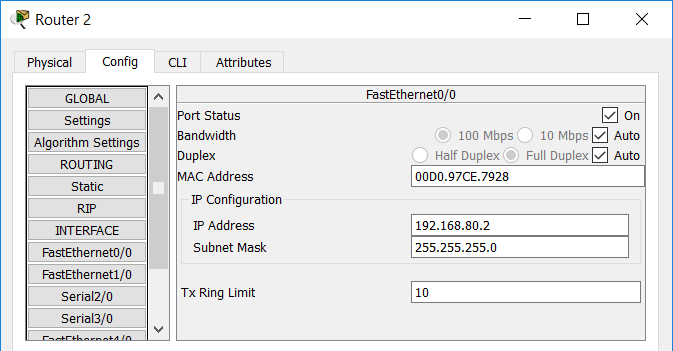 Router 2
Physical Config CLI Attributes
GLOBAL
Settings
Algorithm Settings
ROUTING
Static
RIP
INTERFACE
FastEthernet0/0
FastEthernet1/0
Serial2/0
Serial3/0
FastEthernet4/0
FastEthernet0/0
Port Status On
Bandwidth 100 Mbps 10 Mbps Auto
Duplex Half Duplex Full Duplex Auto
MAC Address 00D0.97CE.7928
IP Configuration
IP Address 192.168.80.2
Subnet Mask 255.255.255.0
Tx Ring Limit 10